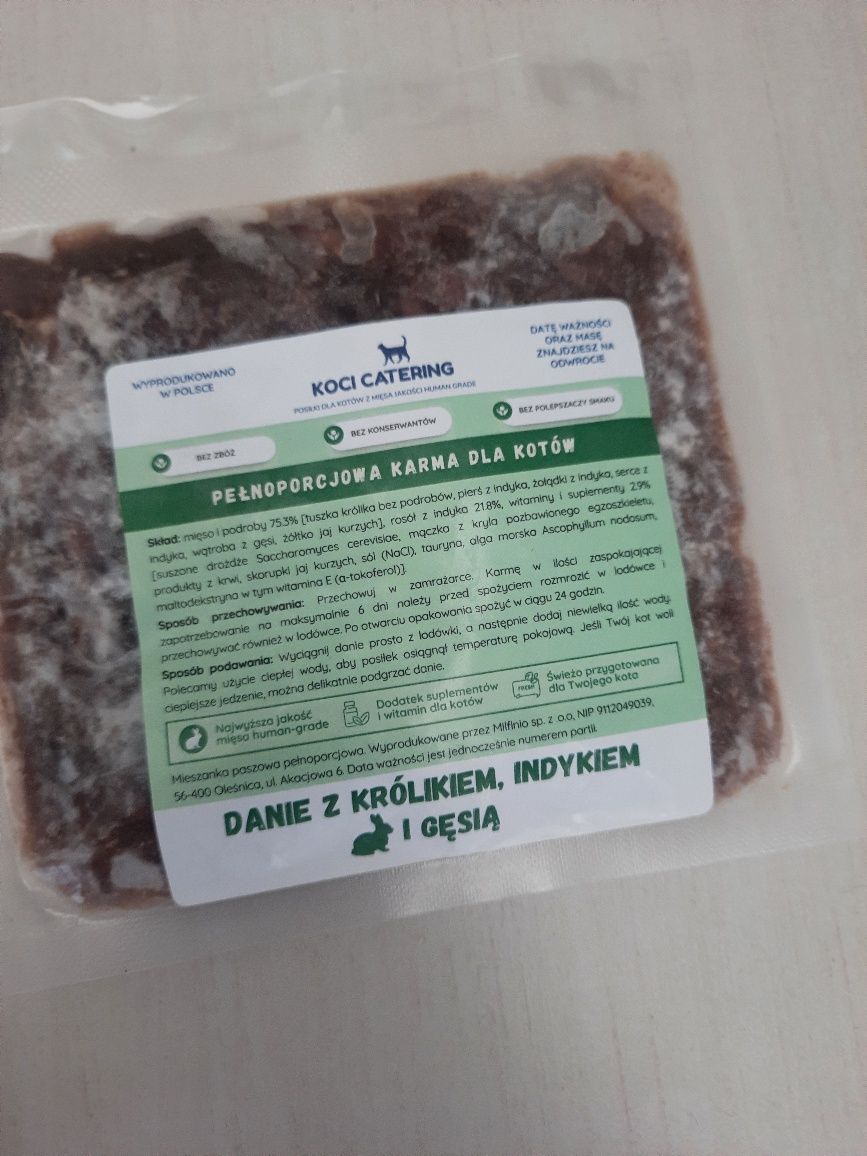 WYPRODUKOWANO
W POLSCE
KOCI CATERING
POSIŁKI DLA KOTÓW Z MIĘSA JAKOŚCI HUMAN GRADE
DATĘ WAŻNOŚCI
ORAZ MASĘ
ZNAJDZIESZ NA
ODWROCIE
BEZ ZBÓŻ
BEZ KONSERWANTÓW
BEZ POLEPSZACZY SMAKU
PEŁNOPORCJOWA KARMA DLA KOTÓW
Skład: mięso i podroby 75.3% [tuszka królika bez podrobów, pierś z indyka, żołądki z indyka, serce z
indyka, wątroba z gęsi, żółtko jaj kurzych], rosół z indyka 21.8%, witaminy i suplementy 2.9%
[suszone drożdże Saccharomyces cerevisiae, mączka z kryla pozbawionego egzoszkieletu,
produkty z krwi, skorupki jaj kurzych, sól (NaCl), tauryna, alga morska Ascophyllum nodosum,
maltodekstryna w tym witamina E (α-tokoferol)].
Sposób przechowywania: Przechowuj w zamrażarce. Karmę w ilości zaspokajającej
zapotrzebowanie na maksymalnie 6 dni należy przed spożyciem rozmrozić w lodówce i
przechowywać również w lodówce. Po otwarciu opakowania spożyć w ciągu 24 godzin.
Sposób podawania: Wyciągnij danie prosto z lodówki, a następnie dodaj niewielką ilość wody.
Polecamy użycie ciepłej wody, aby posiłek osiągnął temperaturę pokojową. Jeśli Twój kot woli
cieplejsze jedzenie, można delikatnie podgrzać danie.
Najwyższa jakość
mięsa human-grade
Dodatek suplementów
i witamin dla kotów
FRESH
Świeżo przygotowana
dla Twojego kota
Mieszanka paszowa pełnoporcjowa. Wyprodukowane przez Milfinio sp. z o.o, NIP 9112049039,
56-400 Oleśnica, ul. Akacjowa 6. Data ważności jest jednocześnie numerem partii.
DANIE Z KRÓLIKIEM, INDYKIEM
I GĘSIĄ